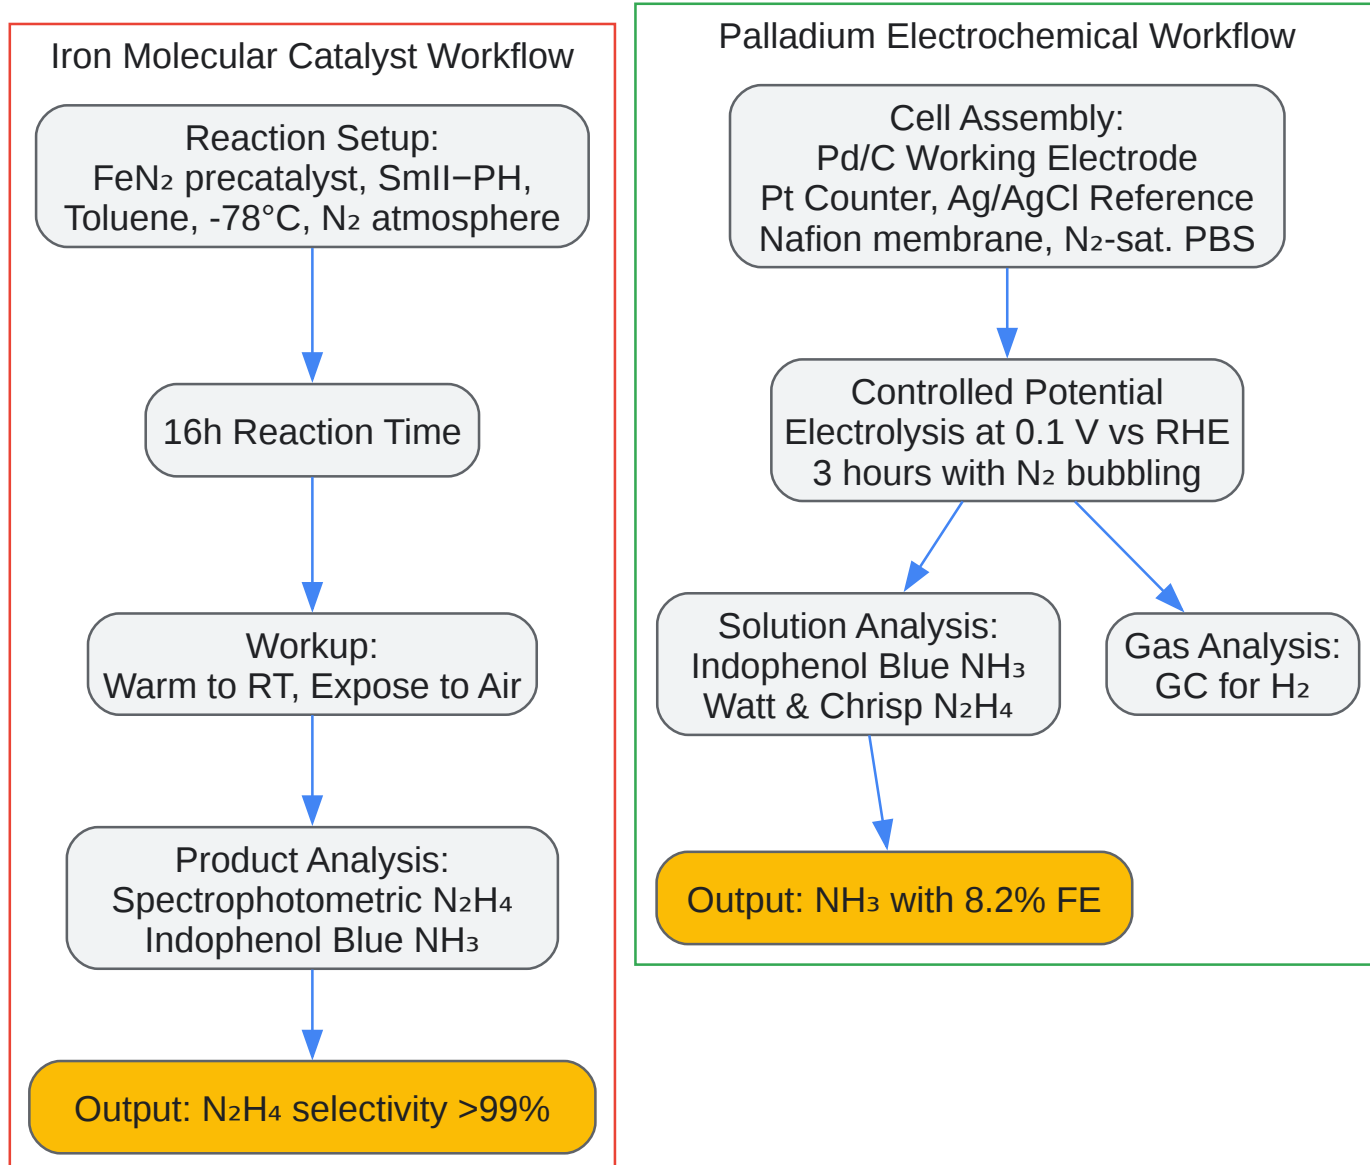 Iron Molecular Catalyst Workflow
Reaction Setup:
FeN₂ precatalyst, SmII−PH,
Toluene, -78°C, N₂ atmosphere
16h Reaction Time
Workup:
Warm to RT, Expose to Air
Product Analysis:
Spectrophotometric N₂H₄
Indophenol Blue NH₃
Output: N₂H₄ selectivity >99%
Palladium Electrochemical Workflow
Cell Assembly:
Pd/C Working Electrode
Pt Counter, Ag/AgCl Reference
Nafion membrane, N₂-sat. PBS
Controlled Potential
Electrolysis at 0.1 V vs RHE
3 hours with N₂ bubbling
Solution Analysis:
Indophenol Blue NH₃
Watt & Chrisp N₂H₄
Gas Analysis:
GC for H₂
Output: NH₃ with 8.2% FE